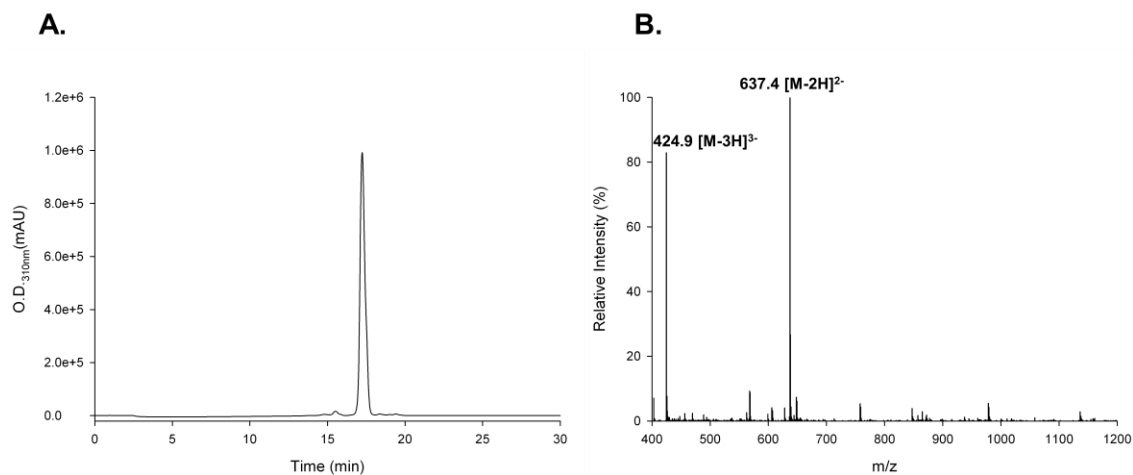 A.
B.
1.2e+6
1.0e+6
8.0e+5
6.0e+5
4.0e+5
2.0e+5
0.0
O.D.310nm(mAU)
0 5 10 15 20 25 30
Time (min)
637.4 [M-2H]2-
424.9 [M-3H]3-
100
80
60
40
20
0
Relative Intensity (%)
400 500 600 700 800 900 1000 1100 1200
m/z